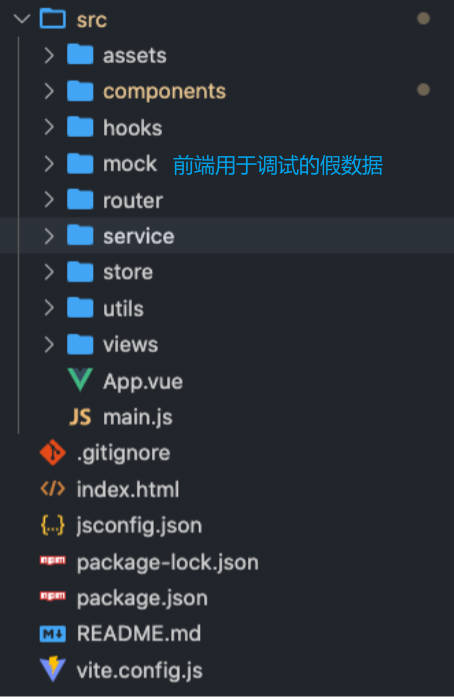 src
assets
components
hooks
mock 前端用于调试的假数据
router
service
store
utils
views
App.vue
JS main.js
.gitignore
index.html
{...} jsconfig.json
npm package-lock.json
npm package.json
M↓ README.md
vite.config.js